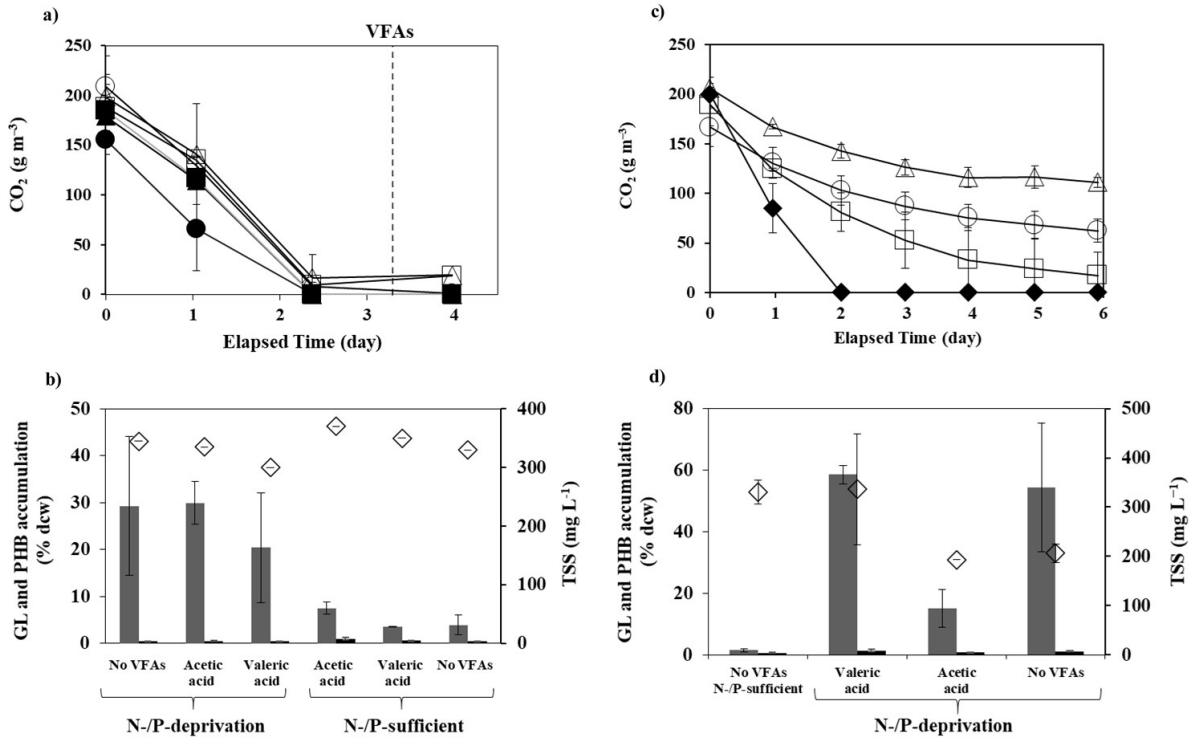 a)
VFAs
CO₂ (g m⁻³)
250
200
150
100
50
0
0 1 2 3 4
Elapsed Time (day)
c)
CO₂ (g m⁻³)
250
200
150
100
50
0
0 1 2 3 4 5 6
Elapsed Time (day)
b)
GL and PHB accumulation
(% dcw)
50
40
30
20
10
0
400
300
200
100
0
TSS (mg L⁻¹)
No VFAs Acetic acid Valeric acid Acetic acid Valeric acid No VFAs
N-/P-deprivation N-/P-sufficient
d)
GL and PHB accumulation
(% dcw)
80
60
40
20
0
500
400
300
200
100
0
TSS (mg L⁻¹)
No VFAs N-/P-sufficient Valeric acid Acetic acid No VFAs
N-/P-deprivation